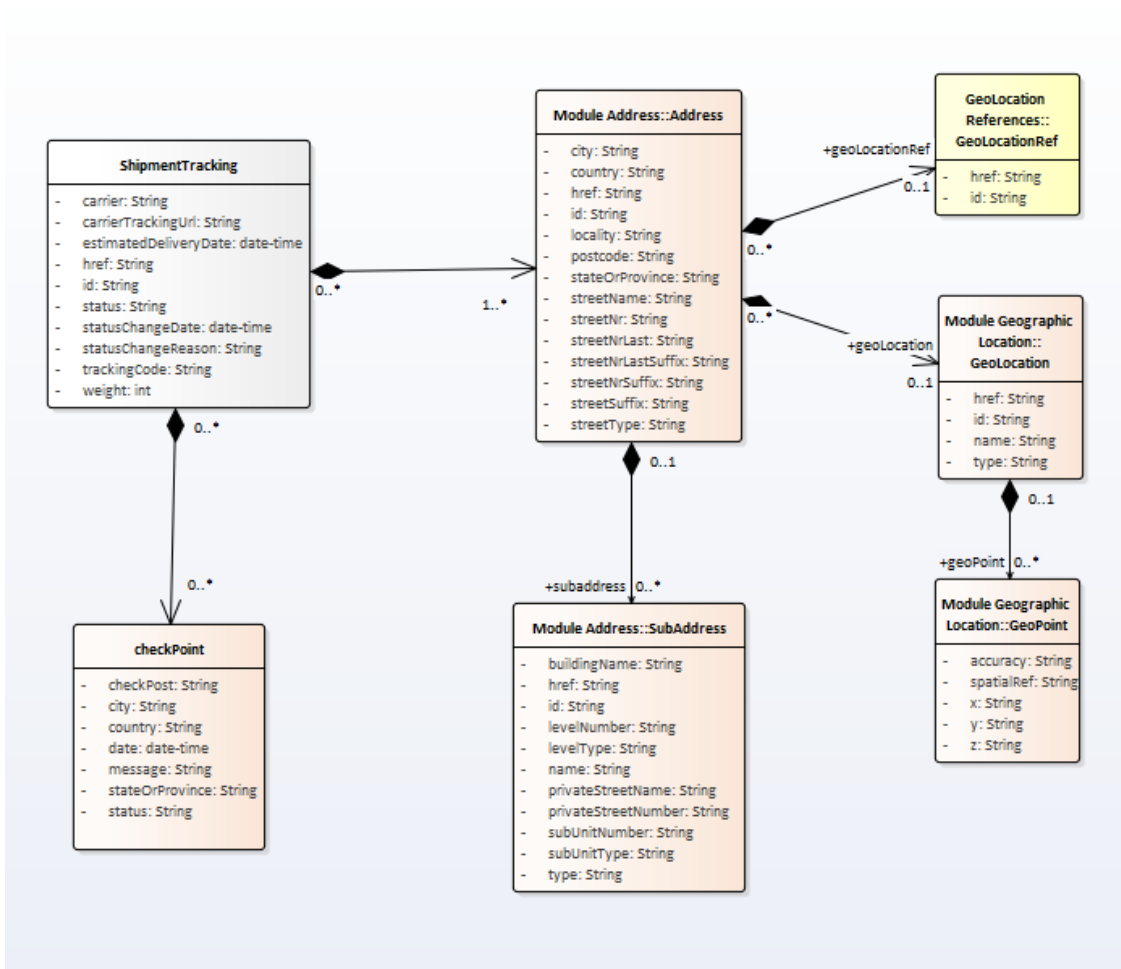 ShipmentTracking
- carrier: String
- carrierTrackingUrl: String
- estimatedDeliveryDate: date-time
- href: String
- id: String
- status: String
- statusChangeDate: date-time
- statusChangeReason: String
- trackingCode: String
- weight: int
0..*
1..*
0..*
0..*
checkPoint
- checkPost: String
- city: String
- country: String
- date: date-time
- message: String
- stateOrProvince: String
- status: String
Module Address::Address
- city: String
- country: String
- href: String
- id: String
- locality: String
- postcode: String
- stateOrProvince: String
- streetName: String
- streetNr: String
- streetNrLast: String
- streetNrLastSuffix: String
- streetNrSuffix: String
- streetSuffix: String
- streetType: String
0..1
+subaddress 0..*
Module Address::SubAddress
- buildingName: String
- href: String
- id: String
- levelNumber: String
- levelType: String
- name: String
- privateStreetName: String
- privateStreetNumber: String
- subUnitNumber: String
- subUnitType: String
- type: String
+geoLocationRef
0..1
0..*
GeoLocation
References::
GeoLocationRef
- href: String
- id: String
0..*
+geoLocation
0..1
Module Geographic
Location::
GeoLocation
- href: String
- id: String
- name: String
- type: String
0..1
+geoPoint 0..*
Module Geographic
Location::GeoPoint
- accuracy: String
- spatialRef: String
- x: String
- y: String
- z: String